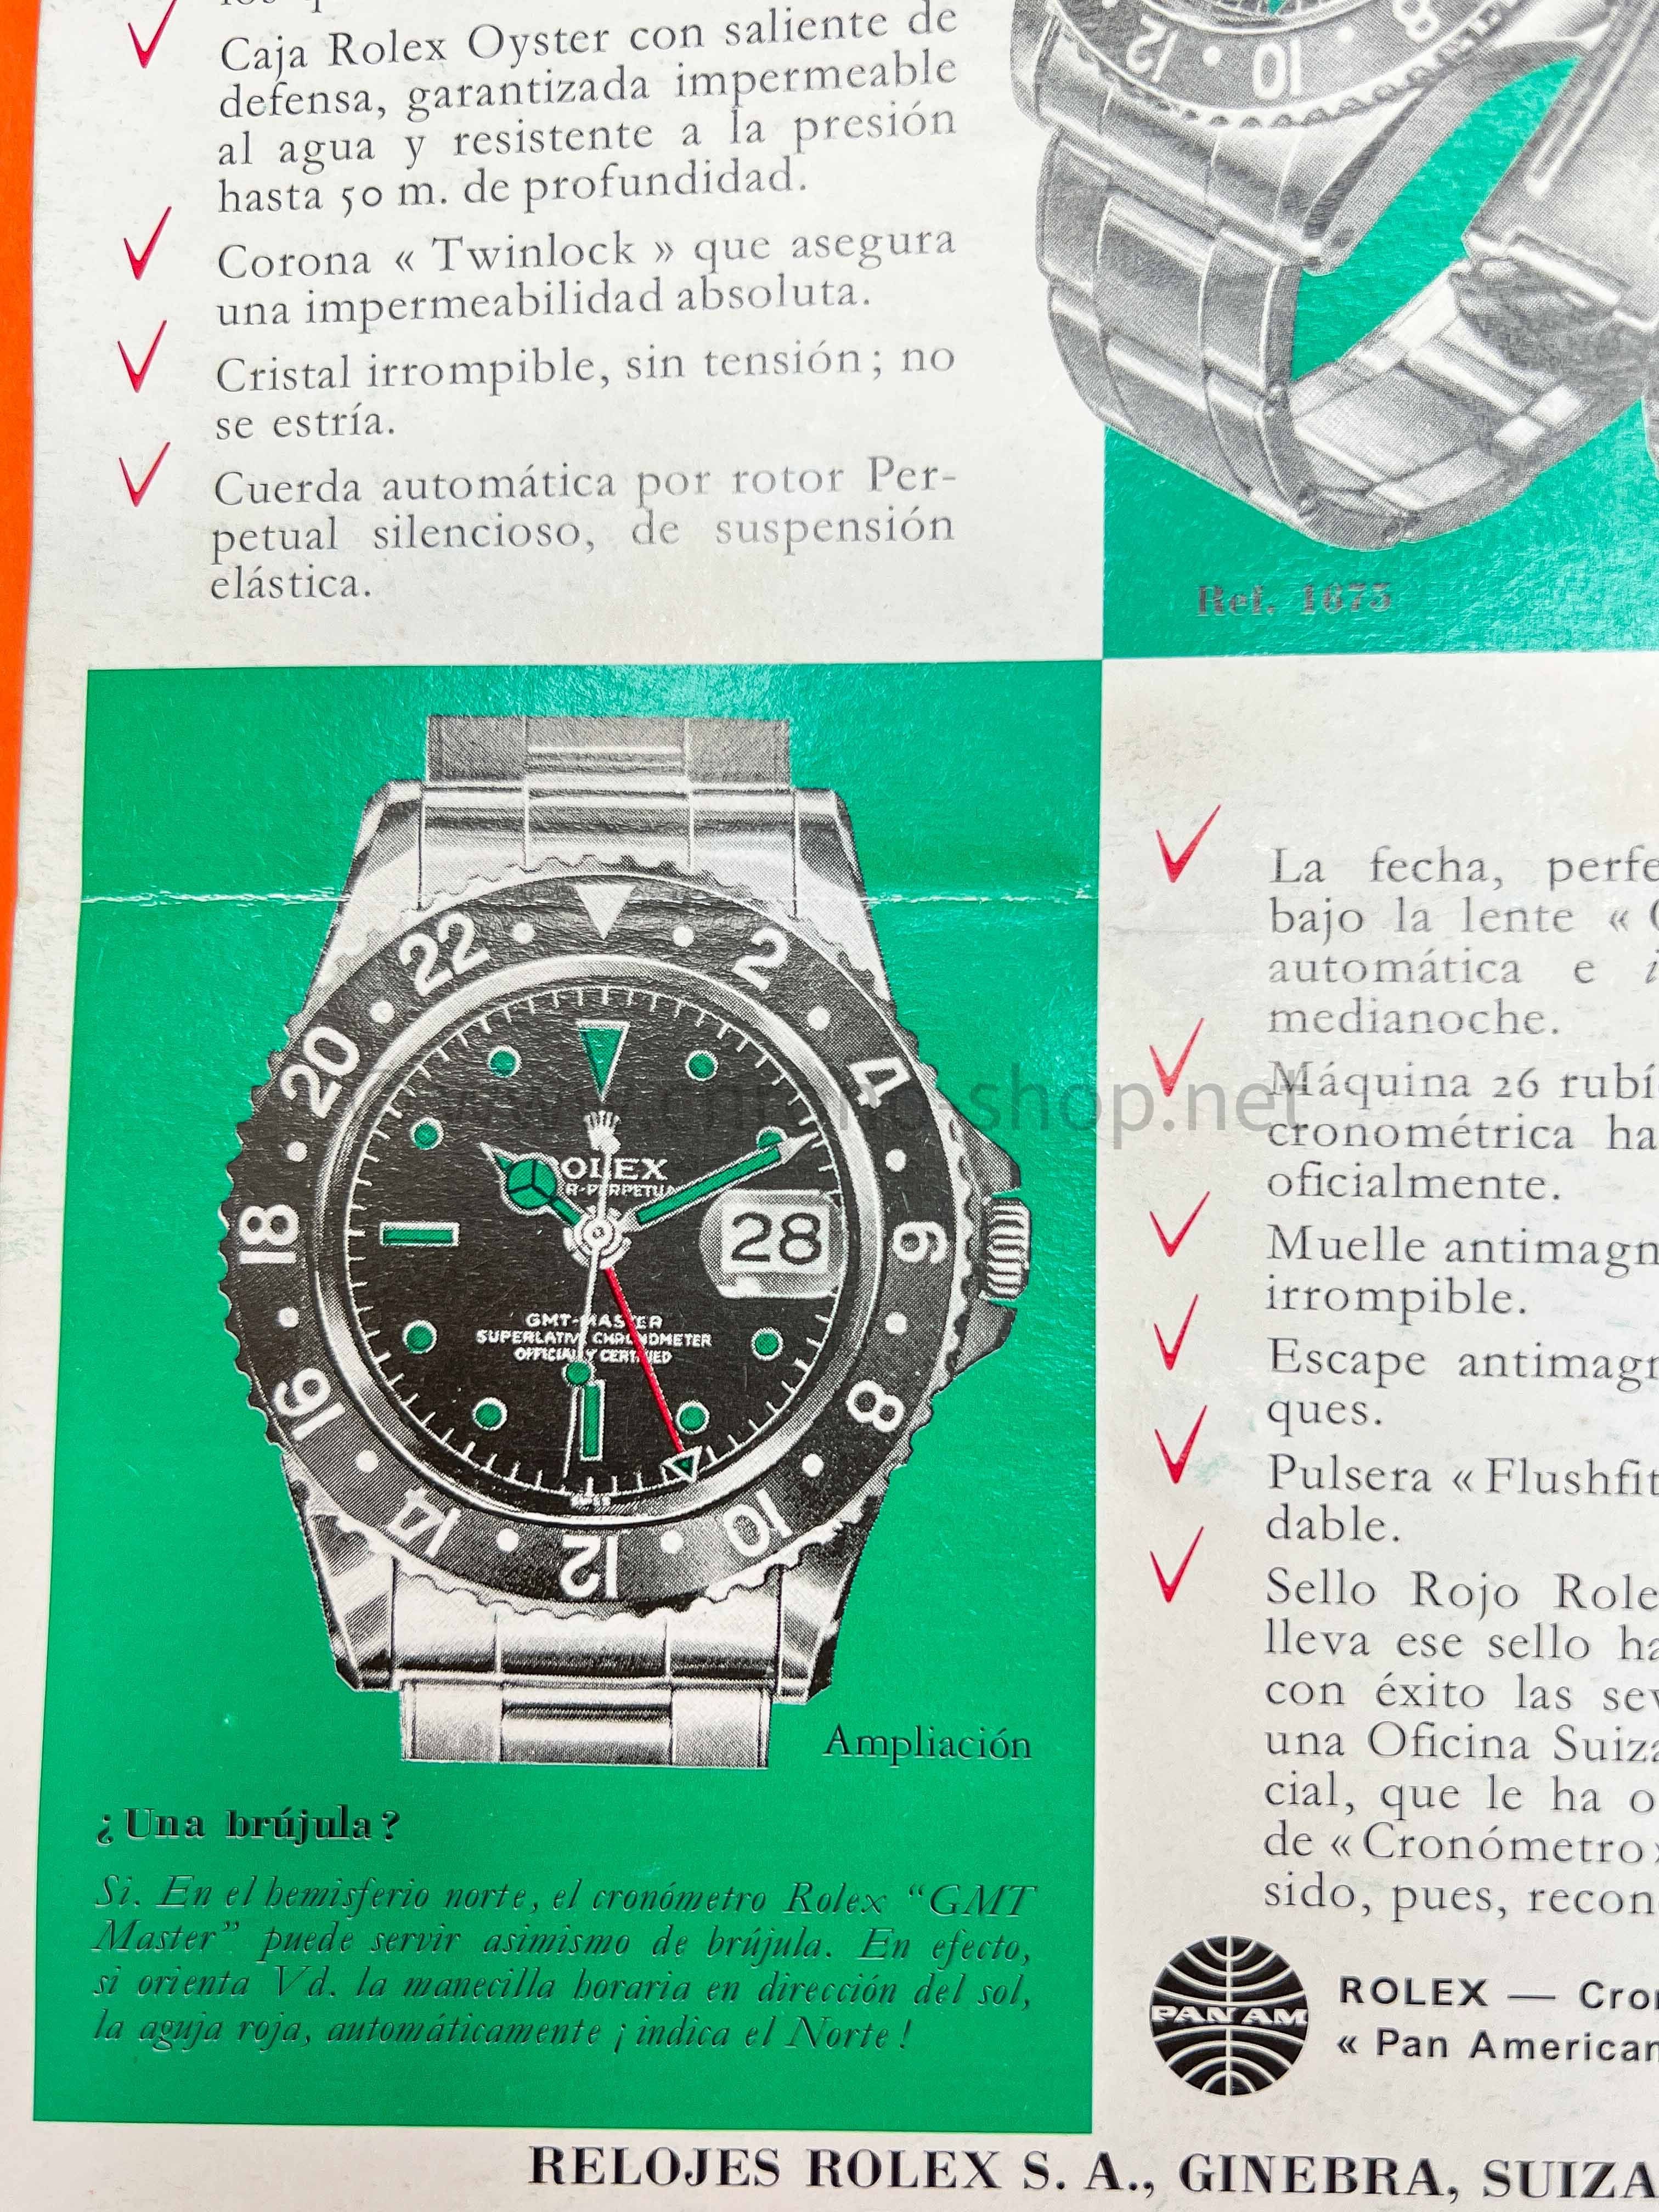 Caja Rolex Oyster con saliente de
defensa, garantizada impermeable
al agua y resistente a la presión
hasta 50 m. de profundidad.
Corona « Twinlock » que asegura
una impermeabilidad absoluta.
Cristal irrompible, sin tensión; no
se estría.
Cuerda automática por rotor Per-
petual silencioso, de suspensión
elástica.
12 10 8
Ref. 1675
2
4
6
8
10
12
14
16
18
20
22
28
GMT-MASTER
SUPERLATIVE CHRONOMETER
OFFICIALLY CERTIFIED
Ampliación
¿Una brújula?
Si. En el hemisferio norte, el cronómetro Rolex “GMT
Master” puede servir asimismo de brújula. En efecto,
si orienta Vd. la manecilla horaria en dirección del sol,
la aguja roja, automáticamente ¡indica el Norte!
La fecha, perfe
bajo la lente «
automática e i
medianoche.
Máquina 26 rubí
cronométrica ha
oficialmente.
Muelle antimagn
irrompible.
Escape antimagn
ques.
Pulsera « Flushfit
dable.
Sello Rojo Role
lleva ese sello ha
con éxito las sev
una Oficina Suiza
cial, que le ha o
de « Cronómetro »
sido, pues, recon
PAN AM
ROLEX — Cron
« Pan American
RELOJES ROLEX S. A., GINEBRA, SUIZA